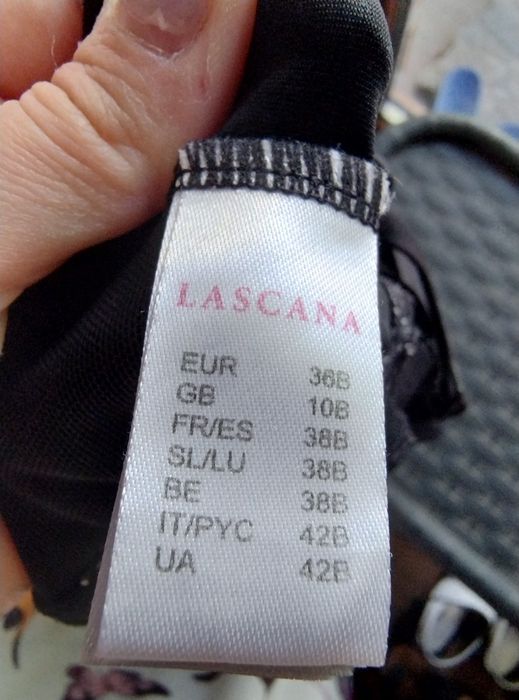 LASCANA
EUR 36B
GB 10B
FR/ES 38B
SL/LU 38B
BE 38B
IT/PYC 42B
UA 42B